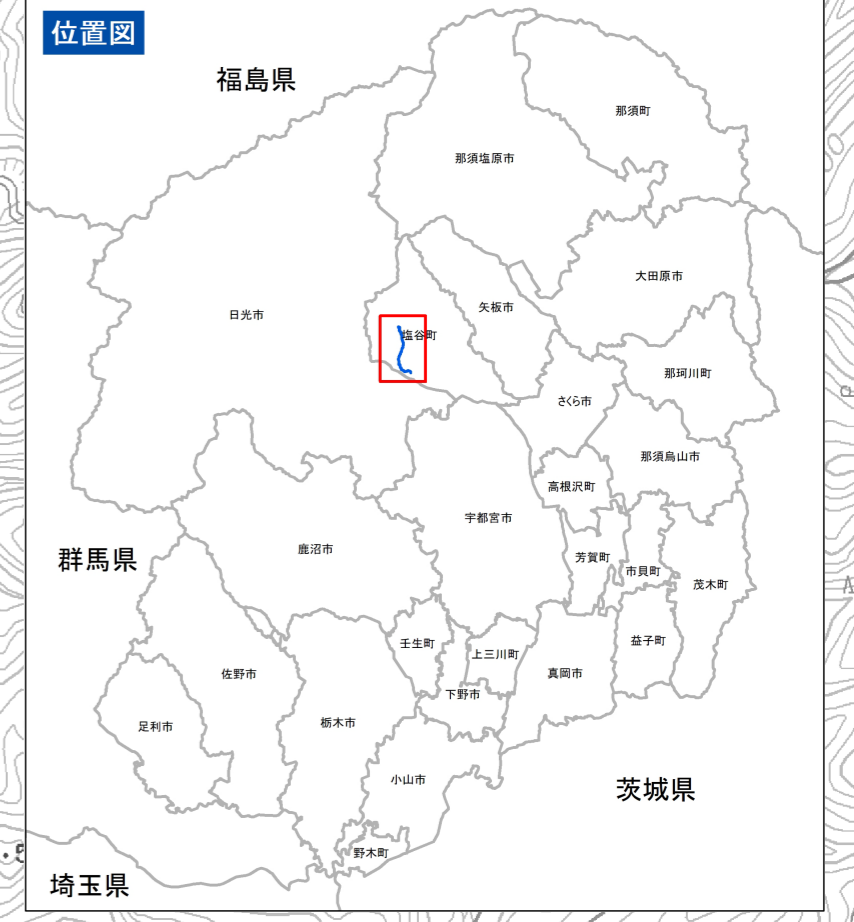 位置図
福島県
那須町
那須塩原市
大田原市
矢板市
日光市
塩谷町
那珂川町
さくら市
那須烏山市
高根沢町
宇都宮市
鹿沼市
群馬県
芳賀町
市貝町
茂木町
壬生町
益子町
上三川町
佐野市
真岡市
下野市
栃木市
足利市
小山市
茨城県
野木町
埼玉県